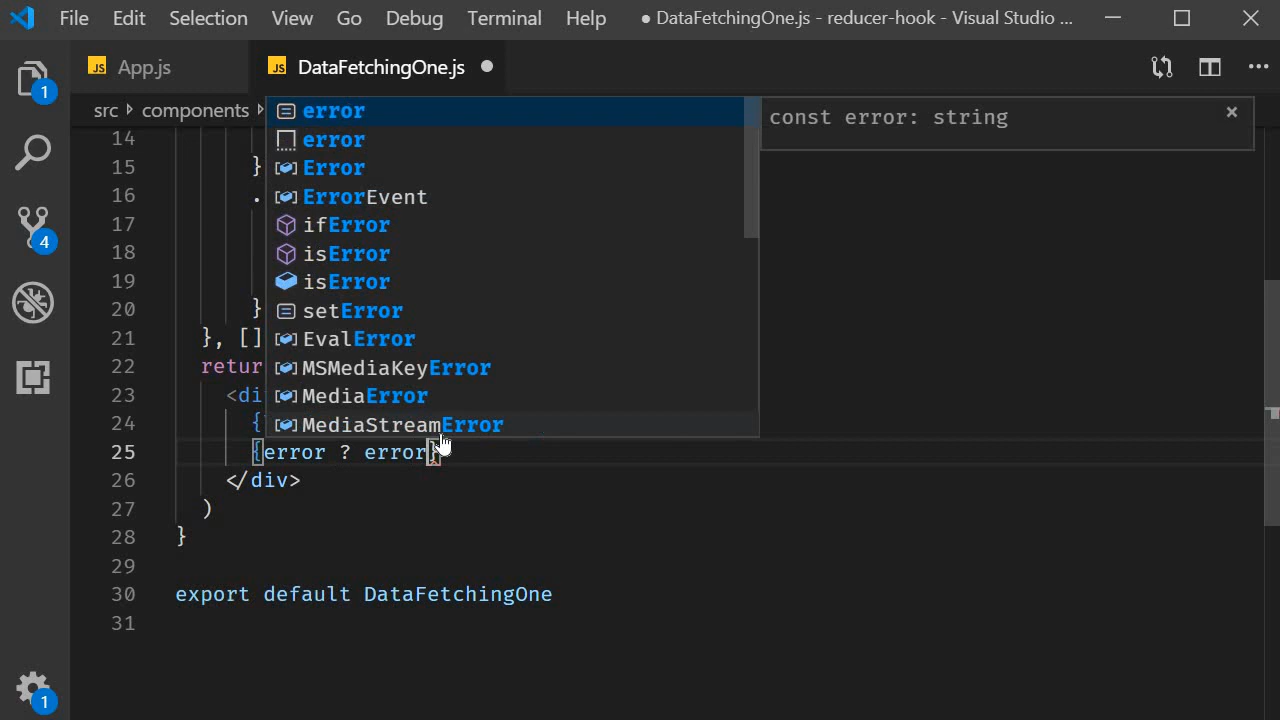 File Edit Selection View Go Debug Terminal Help ● DataFetchingOne.js - reducer-hook - Visual Studio ...
JS App.js JS DataFetchingOne.js
src components
1
4
1
error
error
Error
ErrorEvent
ifError
isError
isError
setError
EvalError
MSMediaKeyError
MediaError
MediaStreamError
const error: string
14
15 }
16 .
17
18
19
20 }
21 }, []
22 retur
23 <di
24 {
25 {error ? error}
26 </div>
27 )
28 }
29
30 export default DataFetchingOne
31